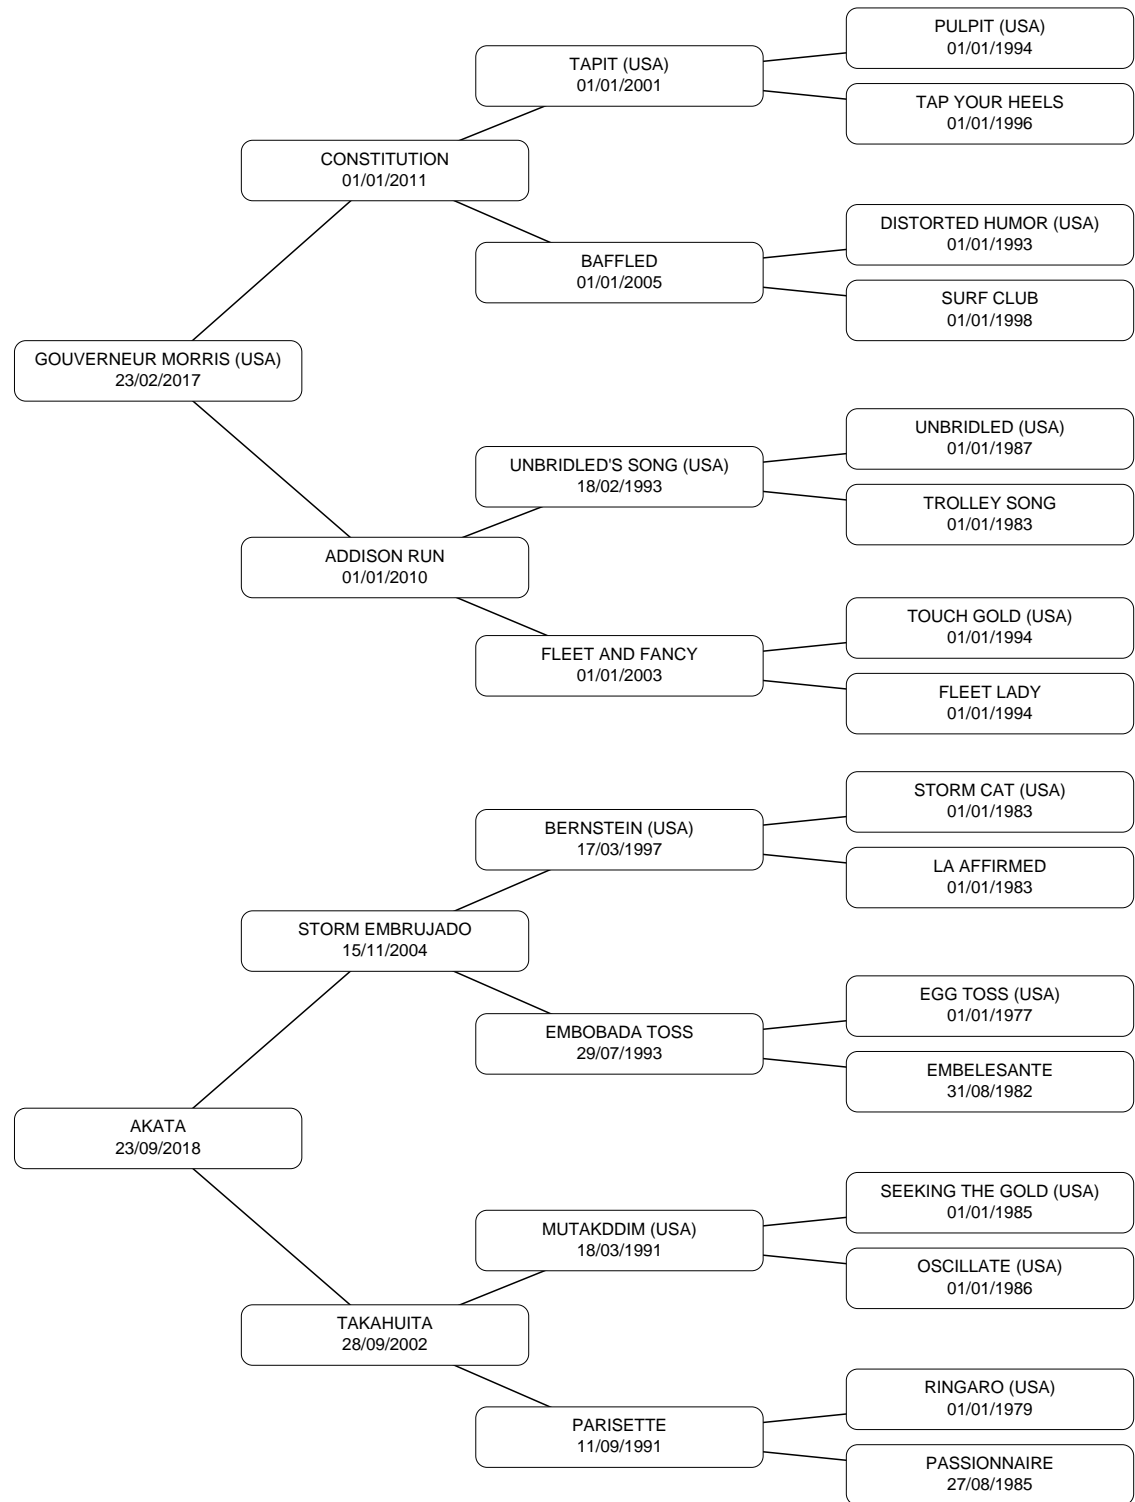 PULPIT (USA)
01/01/1994
TAPIT (USA)
01/01/2001
TAP YOUR HEELS
01/01/1996
CONSTITUTION
01/01/2011
DISTORTED HUMOR (USA)
01/01/1993
BAFFLED
01/01/2005
SURF CLUB
01/01/1998
GOUVERNEUR MORRIS (USA)
23/02/2017
UNBRIDLED (USA)
01/01/1987
UNBRIDLED'S SONG (USA)
18/02/1993
TROLLEY SONG
01/01/1983
ADDISON RUN
01/01/2010
TOUCH GOLD (USA)
01/01/1994
FLEET AND FANCY
01/01/2003
FLEET LADY
01/01/1994
STORM CAT (USA)
01/01/1983
BERNSTEIN (USA)
17/03/1997
LA AFFIRMED
01/01/1983
STORM EMBRUJADO
15/11/2004
EGG TOSS (USA)
01/01/1977
EMBOBADA TOSS
29/07/1993
EMBELESANTE
31/08/1982
AKATA
23/09/2018
SEEKING THE GOLD (USA)
01/01/1985
MUTAKDDIM (USA)
18/03/1991
OSCILLATE (USA)
01/01/1986
TAKAHUITA
28/09/2002
RINGARO (USA)
01/01/1979
PARISETTE
11/09/1991
PASSIONNAIRE
27/08/1985